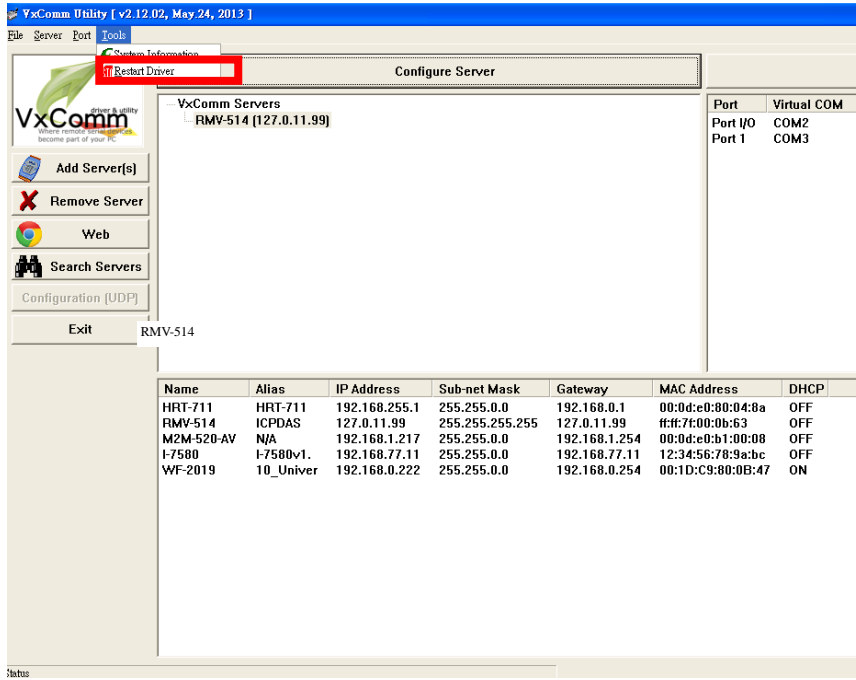 VxComm Utility [ v2.12.02, May.24, 2013 ]
File Server Port Tools
System Information
Restart Driver
Configure Server
driver & utility
VxComm
Where remote serial devices
become part of your PC
Add Server(s)
Remove Server
Web
Search Servers
Configuration (UDP)
Exit
RMV-514
VxComm Servers
RMV-514 (127.0.11.99)
Port Virtual COM
Port I/O COM2
Port 1 COM3
Name Alias IP Address Sub-net Mask Gateway MAC Address DHCP
HRT-711 HRT-711 192.168.255.1 255.255.0.0 192.168.0.1 00:0d:e0:80:04:8a OFF
RMV-514 ICPDAS 127.0.11.99 255.255.255.255 127.0.11.99 ff:ff:7f:00:0b:63 OFF
M2M-520-AV N/A 192.168.1.217 255.255.0.0 192.168.1.254 00:0d:e0:b1:00:08 OFF
I-7580 I-7580v1. 192.168.77.11 255.255.0.0 192.168.77.11 12:34:56:78:9a:bc OFF
WF-2019 10_Univer 192.168.0.222 255.255.0.0 192.168.0.254 00:1D:C9:80:0B:47 ON
Status